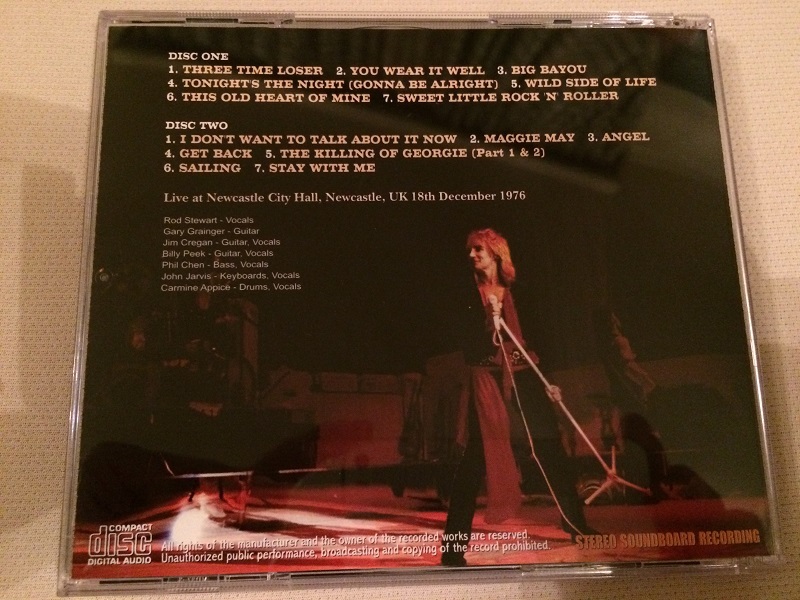 DISC ONE
1. THREE TIME LOSER 2. YOU WEAR IT WELL 3. BIG BAYOU
4. TONIGHT'S THE NIGHT (GONNA BE ALRIGHT) 5. WILD SIDE OF LIFE
6. THIS OLD HEART OF MINE 7. SWEET LITTLE ROCK 'N' ROLLER
DISC TWO
1. I DON'T WANT TO TALK ABOUT IT NOW 2. MAGGIE MAY 3. ANGEL
4. GET BACK 5. THE KILLING OF GEORGIE (Part 1 & 2)
6. SAILING 7. STAY WITH ME
Live at Newcastle City Hall, Newcastle, UK 18th December 1976
Rod Stewart - Vocals
Gary Grainger - Guitar
Jim Cregan - Guitar, Vocals
Billy Peek - Guitar, Vocals
Phil Chen - Bass, Vocals
John Jarvis - Keyboards, Vocals
Carmine Appice - Drums, Vocals
COMPACT
disc
DIGITAL AUDIO
All rights of the manufacturer and the owner of the recorded works are reserved.
Unauthorized public performance, broadcasting and copying of the record prohibited.
STEREO SOUNDBOARD RECORDING